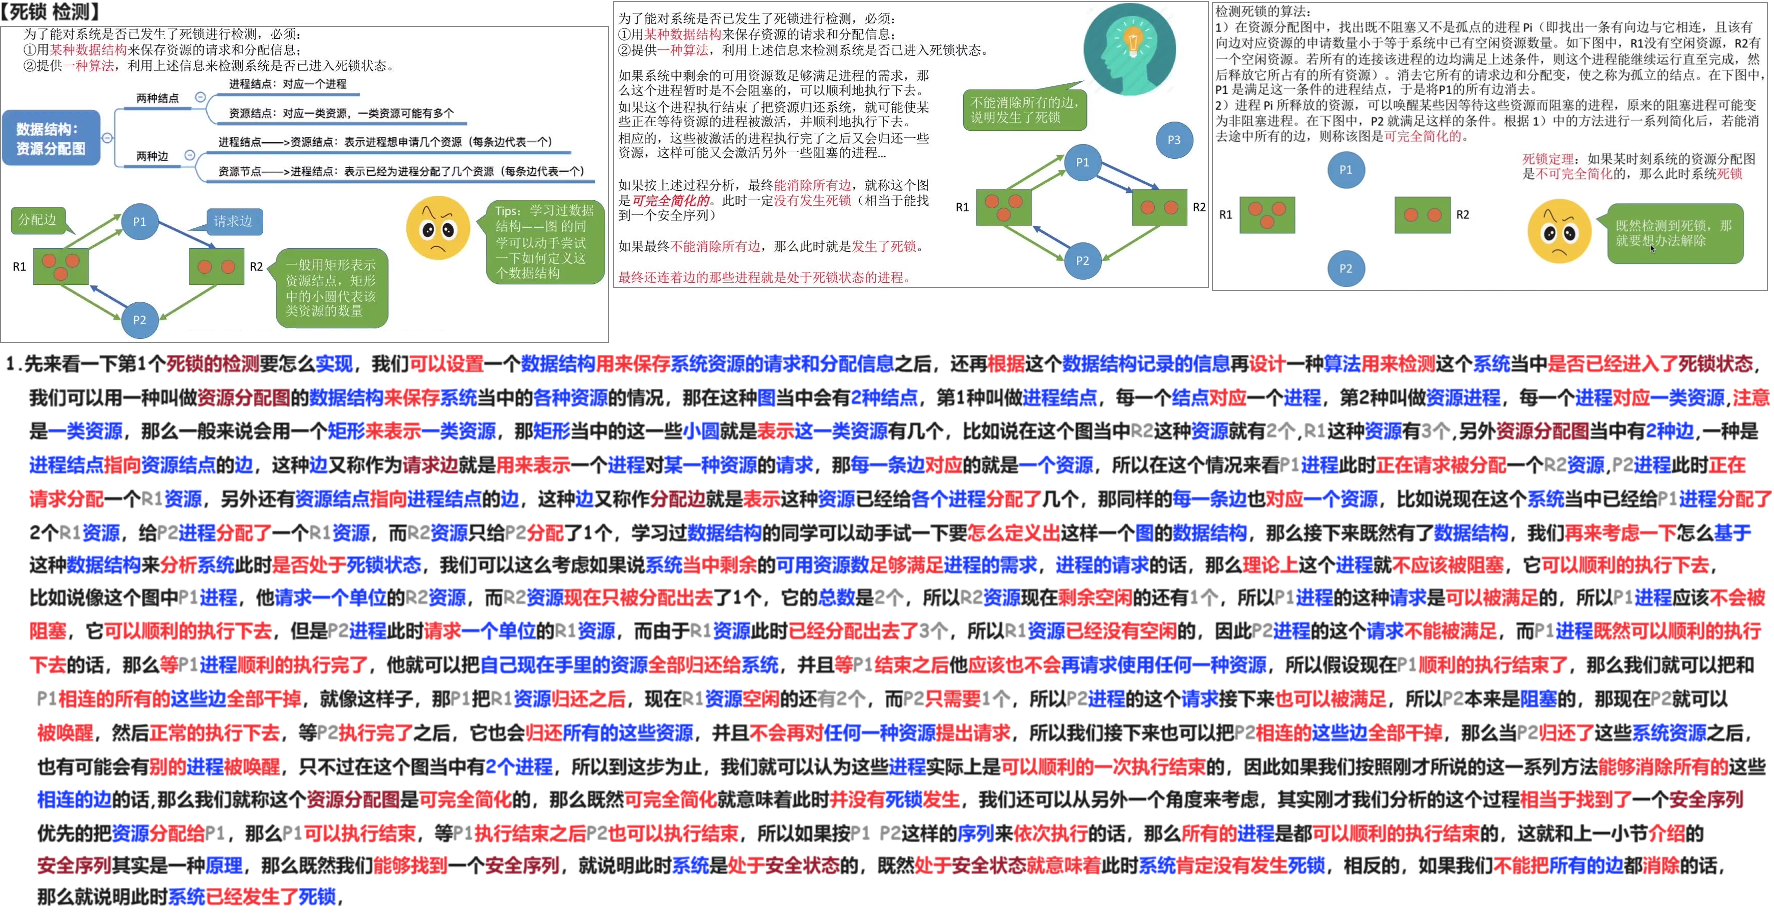 【死锁 检测】
为了能对系统是否已发生了死锁进行检测，必须：
①用某种数据结构来保存资源的请求和分配信息；
②提供一种算法，利用上述信息来检测系统是否已进入死锁状态。
数据结构：
资源分配图
两种结点
进程结点：对应一个进程
资源结点：对应一类资源，一类资源可能有多个
两种边
进程结点——>资源结点：表示进程想申请几个资源（每条边代表一个）
资源节点——>进程结点：表示已经为进程分配了几个资源（每条边代表一个）
分配边
P1
请求边
R1
R2
P2
一般用矩形表示
资源结点，矩形
中的小圆代表该
类资源的数量
Tips：学习过数据
结构——图 的同
学可以动手尝试
一下如何定义这
个数据结构
为了能对系统是否已发生了死锁进行检测，必须：
①用某种数据结构来保存资源的请求和分配信息；
②提供一种算法，利用上述信息来检测系统是否已进入死锁状态。
如果系统中剩余的可用资源数足够满足进程的需求，那
么这个进程暂时是不会阻塞的，可以顺利地执行下去。
如果这个进程执行结束了把资源归还系统，就可能使某
些正在等待资源的进程被激活，并顺利地执行下去。
相应的，这些被激活的进程执行完了之后又会归还一些
资源，这样可能又会激活另外一些阻塞的进程...
如果按上述过程分析，最终能消除所有边，就称这个图
是可完全简化的。此时一定没有发生死锁（相当于能找
到一个安全序列）
如果最终不能消除所有边，那么此时就是发生了死锁。
最终还连着边的那些进程就是处于死锁状态的进程。
不能消除所有的边，
说明发生了死锁
P3
P1
R1
R2
P2
检测死锁的算法：
1）在资源分配图中，找出既不阻塞又不是孤点的进程 Pi（即找出一条有向边与它相连，且该有
向边对应资源的申请数量小于等于系统中已有空闲资源数量。如下图中，R1没有空闲资源，R2有
一个空闲资源。若所有的连接该进程的边均满足上述条件，则这个进程能继续运行直至完成，然
后释放它所占有的所有资源）。消去它所有的请求边和分配变，使之称为孤立的结点。在下图中，
P1 是满足这一条件的进程结点，于是将P1的所有边消去。
2）进程 Pi 所释放的资源，可以唤醒某些因等待这些资源而阻塞的进程，原来的阻塞进程可能变
为非阻塞进程。在下图中，P2 就满足这样的条件。根据 1）中的方法进行一系列简化后，若能消
去途中所有的边，则称该图是可完全简化的。
P1
R1
R2
P2
死锁定理：如果某时刻系统的资源分配图
是不可完全简化的，那么此时系统死锁
既然检测到死锁，那
就要想办法解除
1.先来看一下第1个死锁的检测要怎么实现，我们可以设置一个数据结构用来保存系统资源的请求和分配信息之后，还再根据这个数据结构记录的信息再设计一种算法用来检测这个系统当中是否已经进入了死锁状态，
我们可以用一种叫做资源分配图的数据结构来保存系统当中的各种资源的情况，那在这种图当中会有2种结点，第1种叫做进程结点，每一个结点对应一个进程，第2种叫做资源进程，每一个进程对应一类资源,注意
是一类资源，那么一般来说会用一个矩形来表示一类资源，那矩形当中的这一些小圆就是表示这一类资源有几个，比如说在这个图当中R2这种资源就有2个,R1这种资源有3个,另外资源分配图当中有2种边,一种是
进程结点指向资源结点的边，这种边又称作为请求边就是用来表示一个进程对某一种资源的请求，那每一条边对应的就是一个资源，所以在这个情况来看P1进程此时正在请求被分配一个R2资源,P2进程此时正在
请求分配一个R1资源，另外还有资源结点指向进程结点的边，这种边又称作分配边就是表示这种资源已经给各个进程分配了几个，那同样的每一条边也对应一个资源，比如说现在这个系统当中已经给P1进程分配了
2个R1资源，给P2进程分配了一个R1资源，而R2资源只给P2分配了1个，学习过数据结构的同学可以动手试一下要怎么定义出这样一个图的数据结构，那么接下来既然有了数据结构，我们再来考虑一下怎么基于
这种数据结构来分析系统此时是否处于死锁状态，我们可以这么考虑如果说系统当中剩余的可用资源数足够满足进程的需求，进程的请求的话，那么理论上这个进程就不应该被阻塞，它可以顺利的执行下去，
比如说像这个图中P1进程，他请求一个单位的R2资源，而R2资源现在只被分配出去了1个，它的总数是2个，所以R2资源现在剩余空闲的还有1个，所以P1进程的这种请求是可以被满足的，所以P1进程应该不会被
阻塞，它可以顺利的执行下去，但是P2进程此时请求一个单位的R1资源，而由于R1资源此时已经分配出去了3个，所以R1资源已经没有空闲的，因此P2进程的这个请求不能被满足，而P1进程既然可以顺利的执行
下去的话，那么等P1进程顺利的执行完了，他就可以把自己现在手里的资源全部归还给系统，并且等P1结束之后他应该也不会再请求使用任何一种资源，所以假设现在P1顺利的执行结束了，那么我们就可以把和
P1相连的所有的这些边全部干掉，就像这样子，那P1把R1资源归还之后，现在R1资源空闲的还有2个，而P2只需要1个，所以P2进程的这个请求接下来也可以被满足，所以P2本来是阻塞的，那现在P2就可以
被唤醒，然后正常的执行下去，等P2执行完了之后，它也会归还所有的这些资源，并且不会再对任何一种资源提出请求，所以我们接下来也可以把P2相连的这些边全部干掉，那么当P2归还了这些系统资源之后，
也有可能会有别的进程被唤醒，只不过在这个图当中有2个进程，所以到这步为止，我们就可以认为这些进程实际上是可以顺利的一次执行结束的，因此如果我们按照刚才所说的这一系列方法能够消除所有的这些
相连的边的话,那么我们就称这个资源分配图是可完全简化的，那么既然可完全简化就意味着此时并没有死锁发生，我们还可以从另外一个角度来考虑，其实刚才我们分析的这个过程相当于找到了一个安全序列
优先的把资源分配给P1，那么P1可以执行结束，等P1执行结束之后P2也可以执行结束，所以如果按P1 P2这样的序列来依次执行的话，那么所有的进程是都可以顺利的执行结束的，这就和上一小节介绍的
安全序列其实是一种原理，那么既然我们能够找到一个安全序列，就说明此时系统是处于安全状态的，既然处于安全状态就意味着此时系统肯定没有发生死锁，相反的，如果我们不能把所有的边都消除的话，
那么就说明此时系统已经发生了死锁，